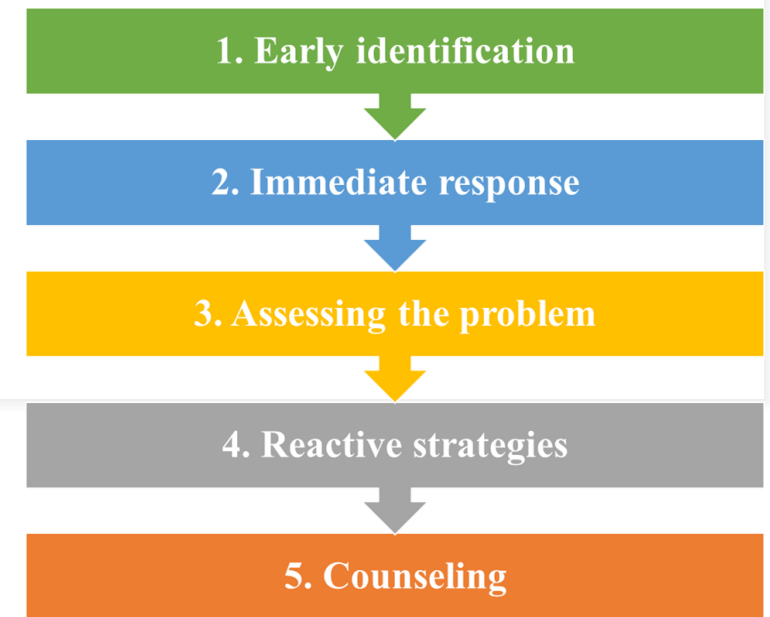 1. Early identification
2. Immediate response
3. Assessing the problem
4. Reactive strategies
5. Counseling